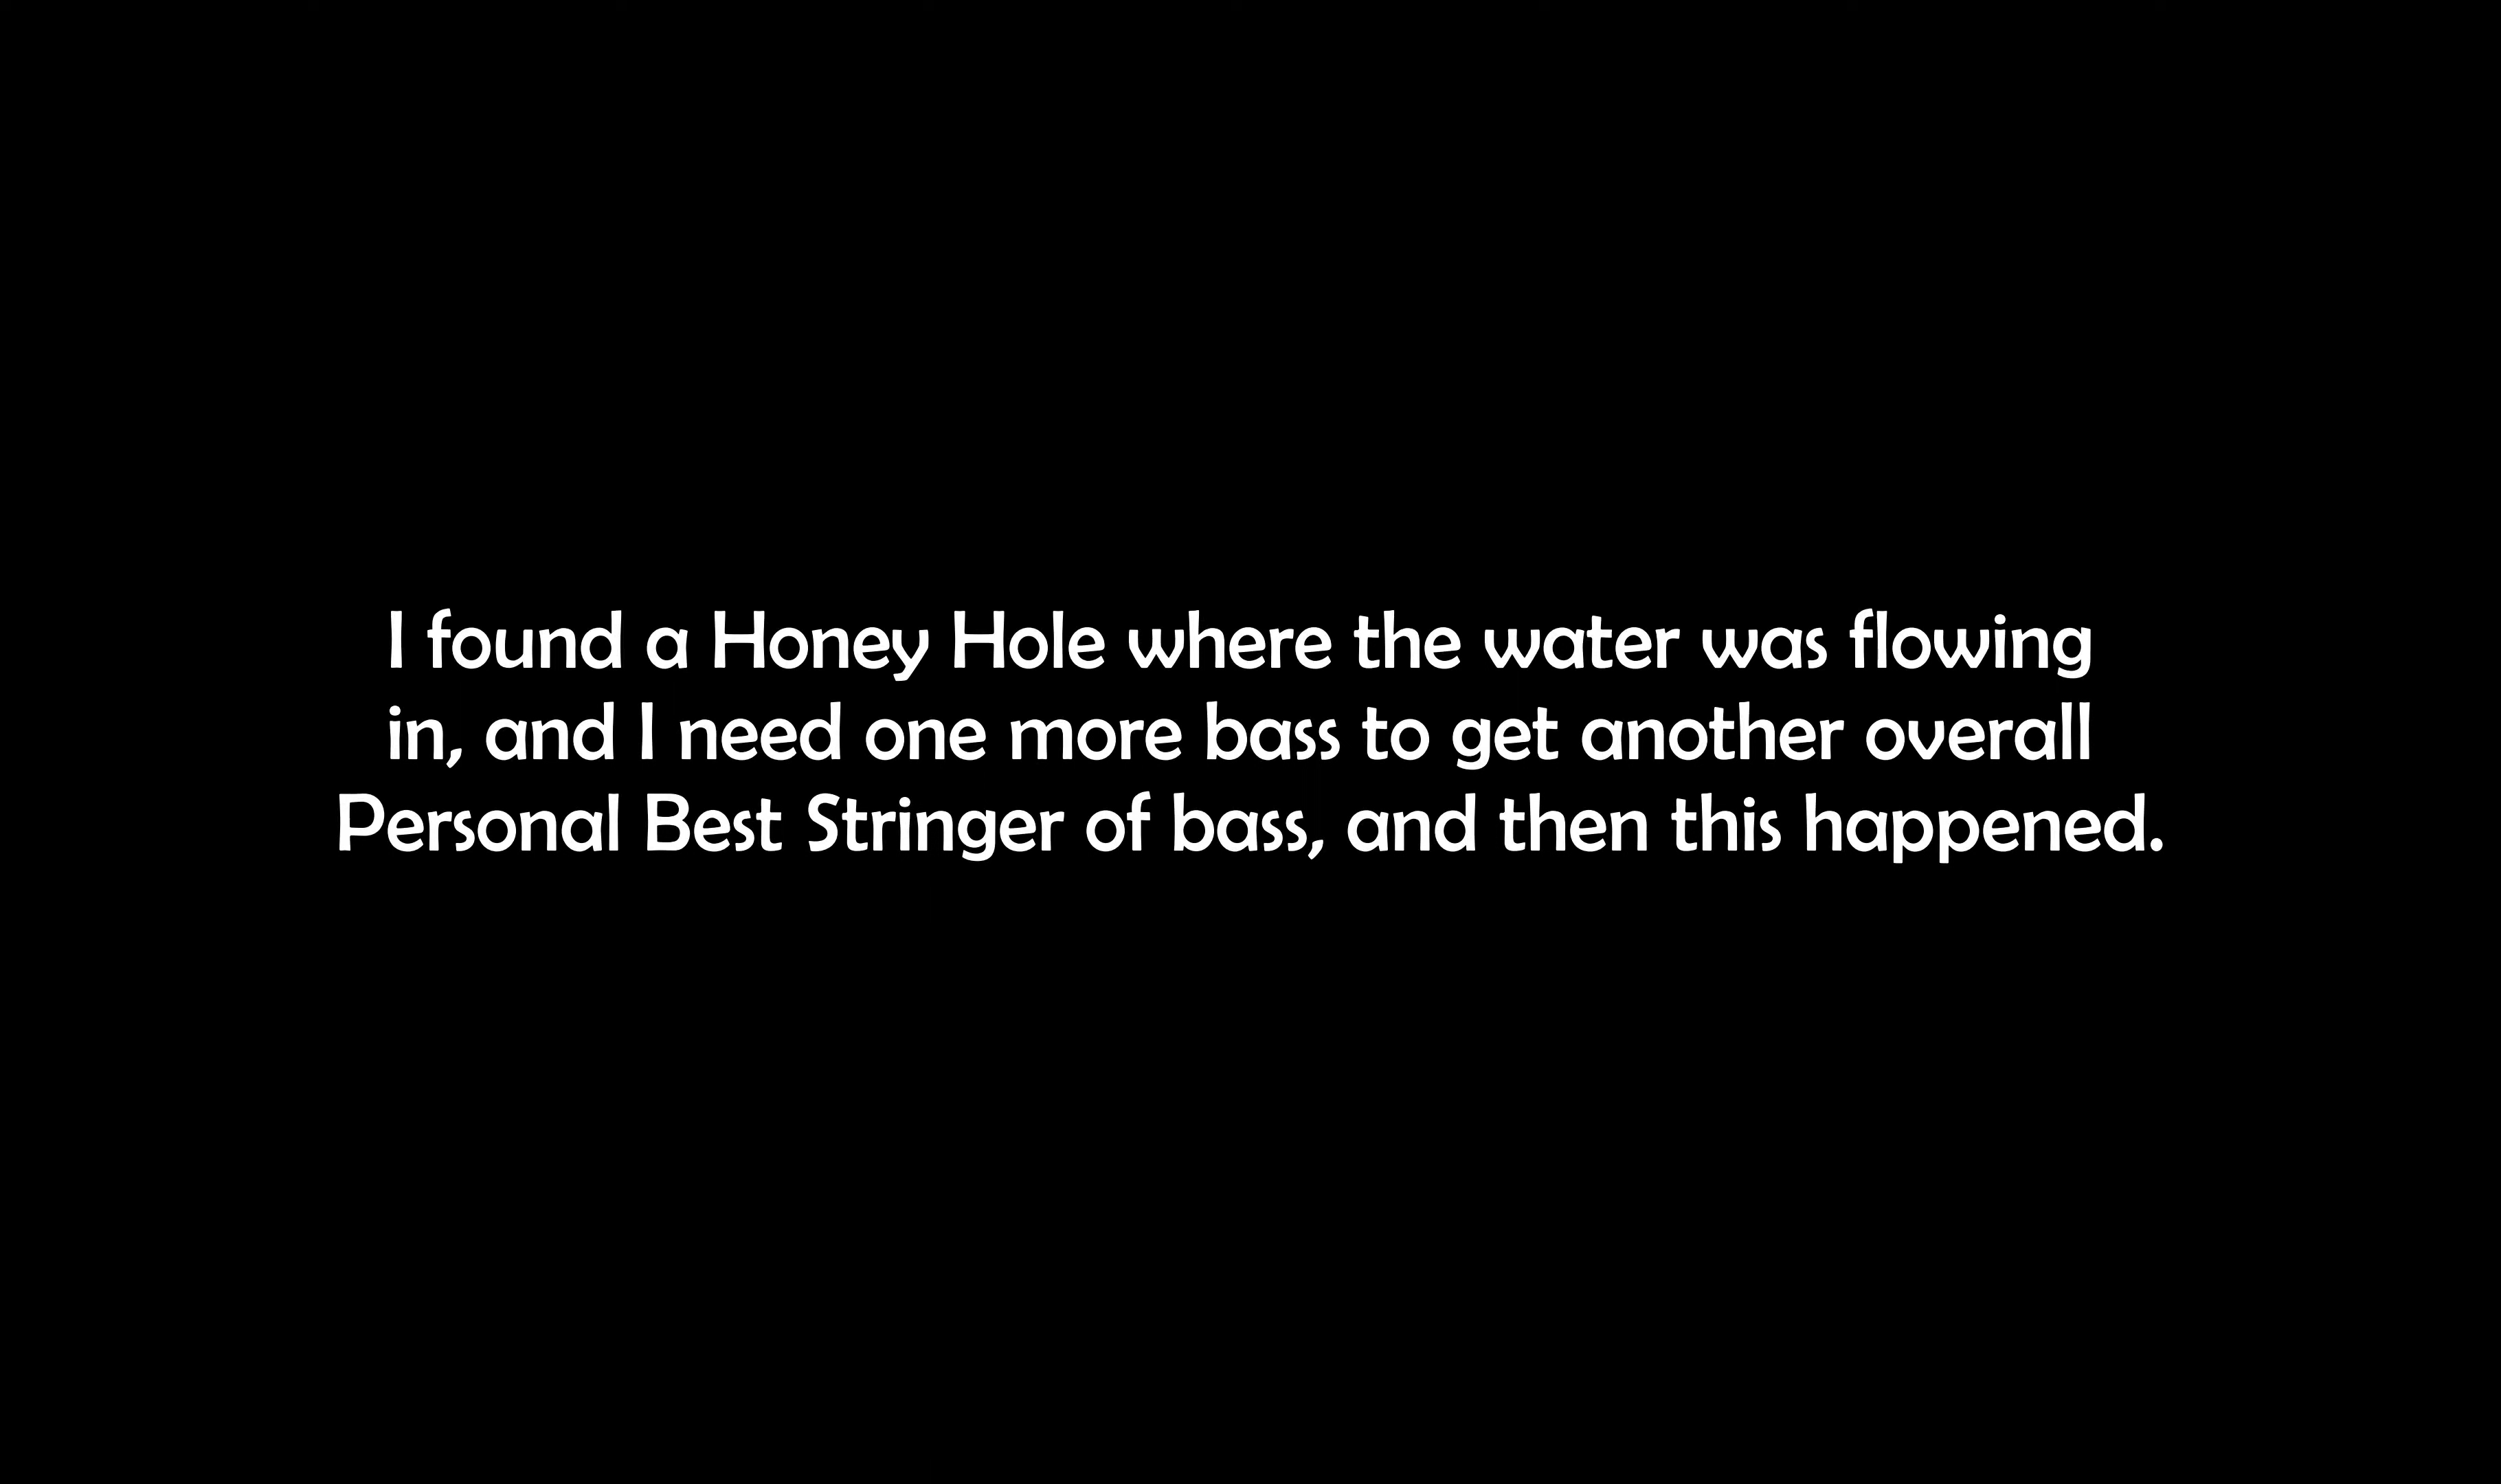 I found a Honey Hole where the water was flowing
in, and I need one more bass to get another overall
Personal Best Stringer of bass, and then this happened.